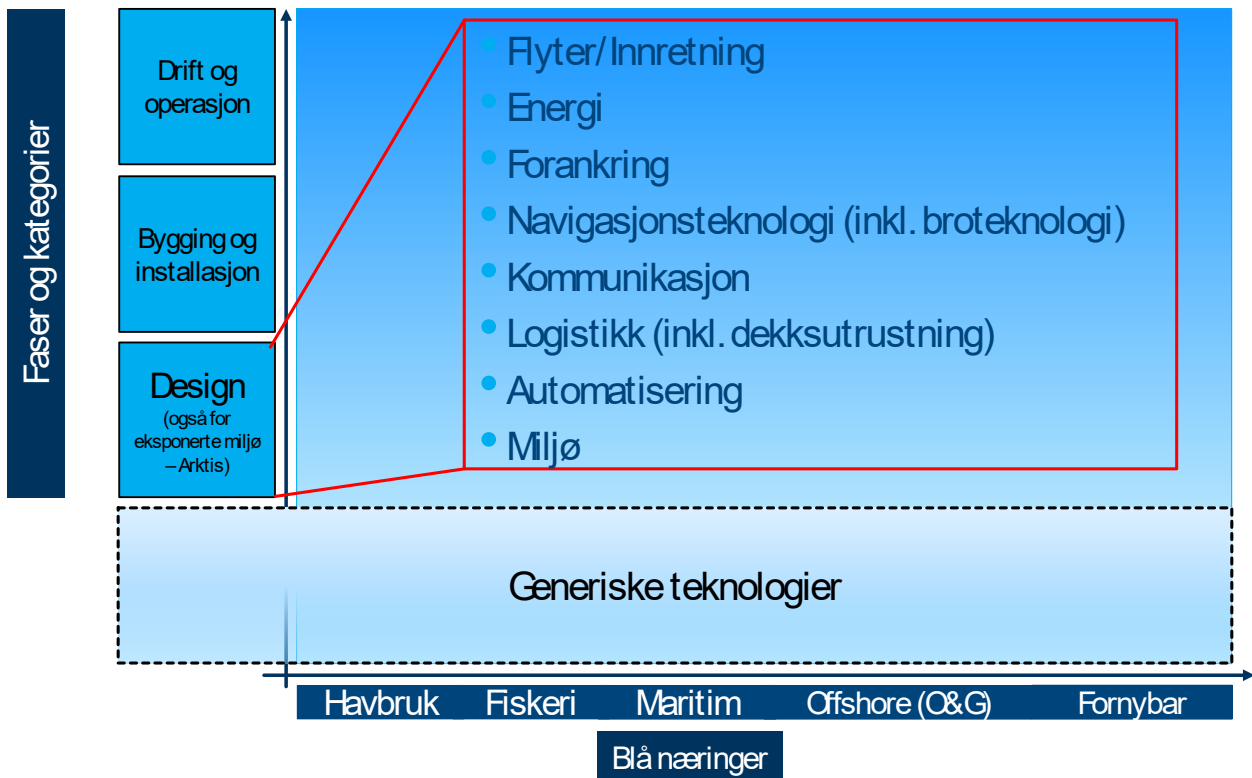 Faser og kategorier
Drift og
operasjon
Bygging og
installasjon
Design
(også for
eksponerte miljø
– Arktis)
• Flyter/Innretning
• Energi
• Forankring
• Navigasjonsteknologi (inkl. broteknologi)
• Kommunikasjon
• Logistikk (inkl. dekksutrustning)
• Automatisering
• Miljø
Generiske teknologier
Havbruk Fiskeri Maritim Offshore (O&G) Fornybar
Blå næringer